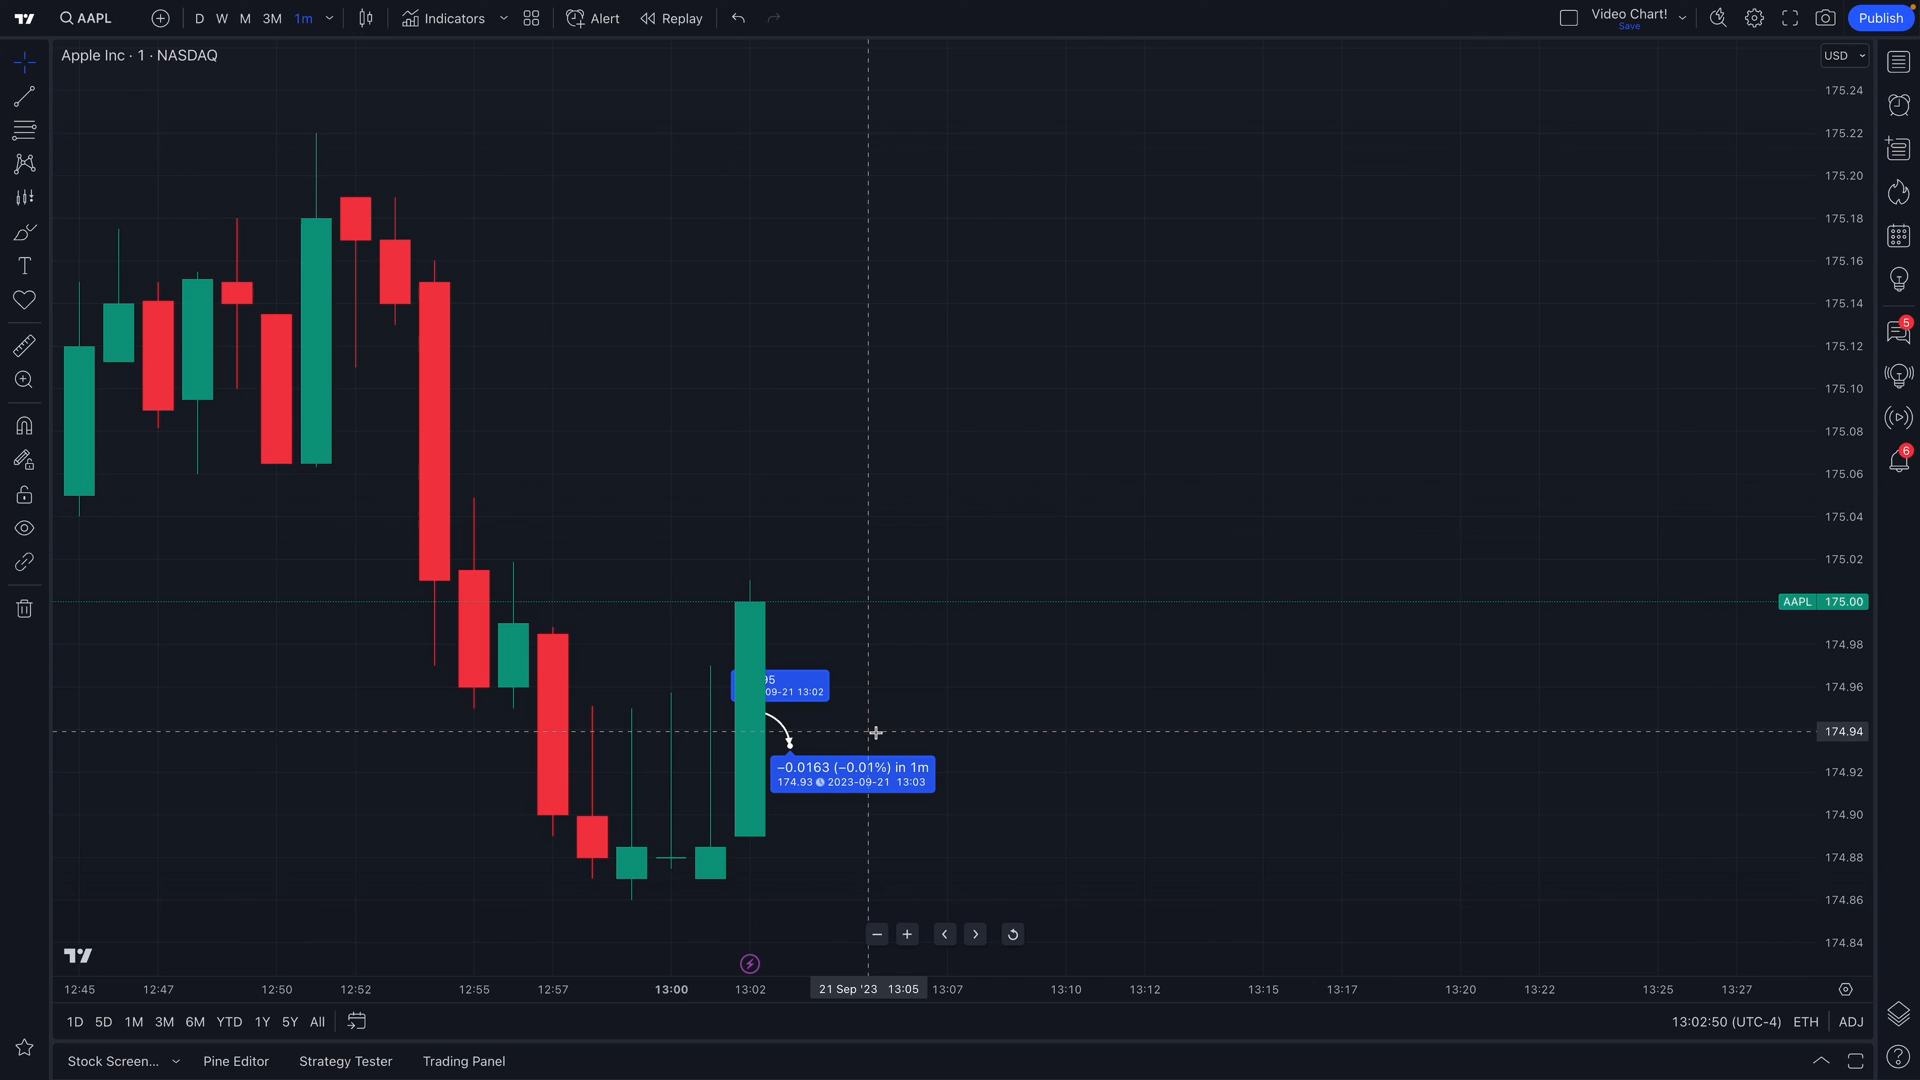 AAPL
D W M 3M 1m
Indicators
Alert
Replay
Video Chart!
Save
Publish
Apple Inc · 1 · NASDAQ
USD
175.24
175.22
175.20
175.18
175.16
175.14
175.12
175.10
175.08
175.06
175.04
175.02
AAPL 175.00
174.98
174.96
174.94
174.92
174.90
174.88
174.86
174.84
5
6
95
09-21 13:02
−0.0163 (−0.01%) in 1m
174.93 2023-09-21 13:03
12:45 12:47 12:50 12:52 12:55 12:57 13:00 13:02 21 Sep '23 13:05 13:07 13:10 13:12 13:15 13:17 13:20 13:22 13:25 13:27
1D 5D 1M 3M 6M YTD 1Y 5Y All
13:02:50 (UTC-4) ETH ADJ
Stock Screen... Pine Editor Strategy Tester Trading Panel